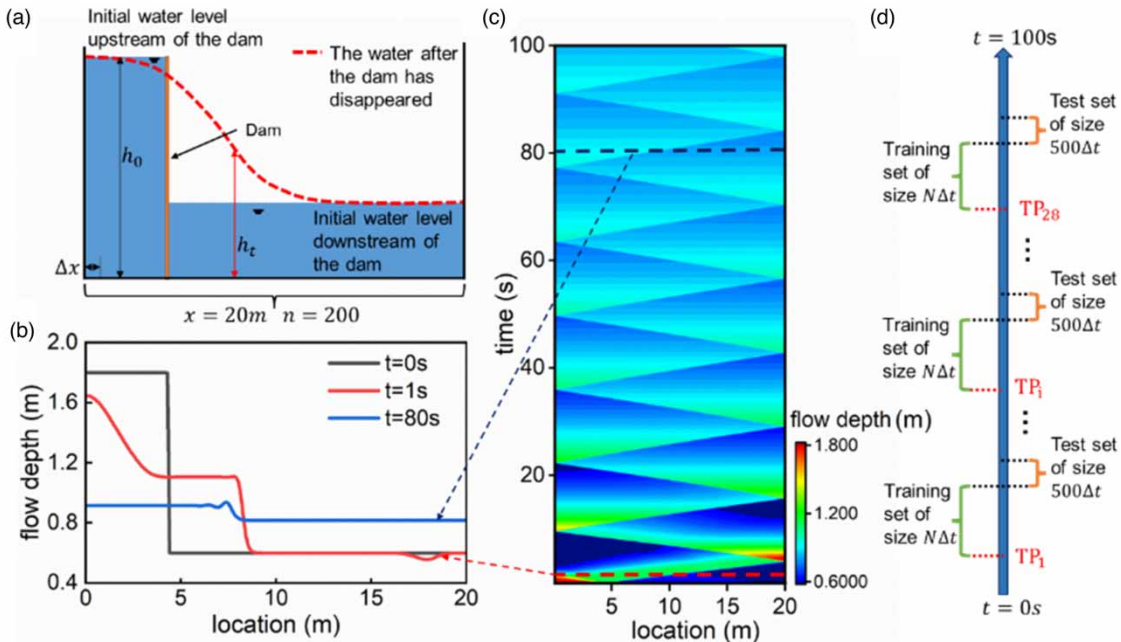 (a)
Initial water level
upstream of the dam
The water after
the dam has
disappeared
Dam
h₀
hₜ
Initial water level
downstream of
the dam
Δx
x = 20m n = 200
(b)
flow depth (m)
2.0
1.6
1.2
0.8
0.4
t=0s
t=1s
t=80s
0 5 10 15 20
location (m)
(c)
time (s)
100
80
60
40
20
5 10 15 20
location (m)
flow depth (m)
1.800
1.200
0.6000
(d)
t = 100s
Test set
of size
500Δt
Training
set of
size NΔt
TP₂₈
Test set
of size
500Δt
Training
set of
size NΔt
TPᵢ
Test set
of size
500Δt
Training
set of
size NΔt
TP₁
t = 0s